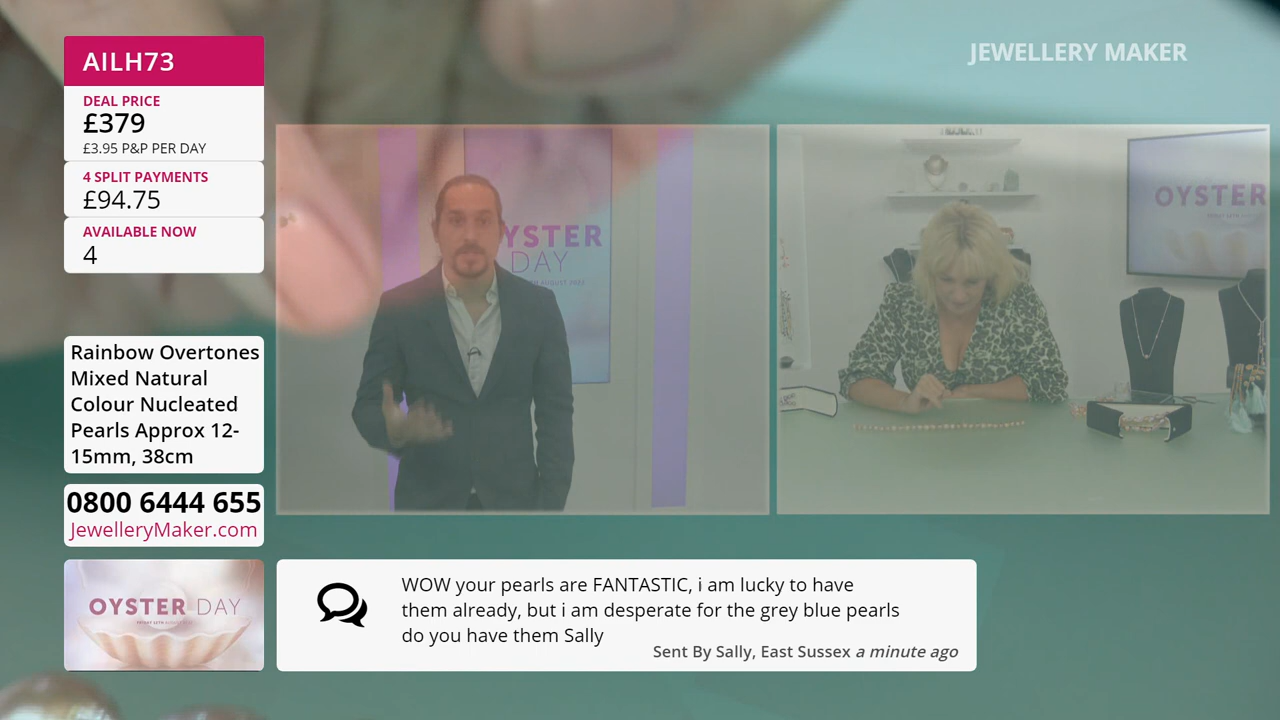 AILH73
DEAL PRICE
£379
£3.95 P&P PER DAY
4 SPLIT PAYMENTS
£94.75
AVAILABLE NOW
4
Rainbow Overtones
Mixed Natural
Colour Nucleated
Pearls Approx 12-
15mm, 38cm
0800 6444 655
JewelleryMaker.com
OYSTER DAY
JEWELLERY MAKER
OYSTER
DAY
OYSTER
WOW your pearls are FANTASTIC, i am lucky to have
them already, but i am desperate for the grey blue pearls
do you have them Sally
Sent By Sally, East Sussex a minute ago